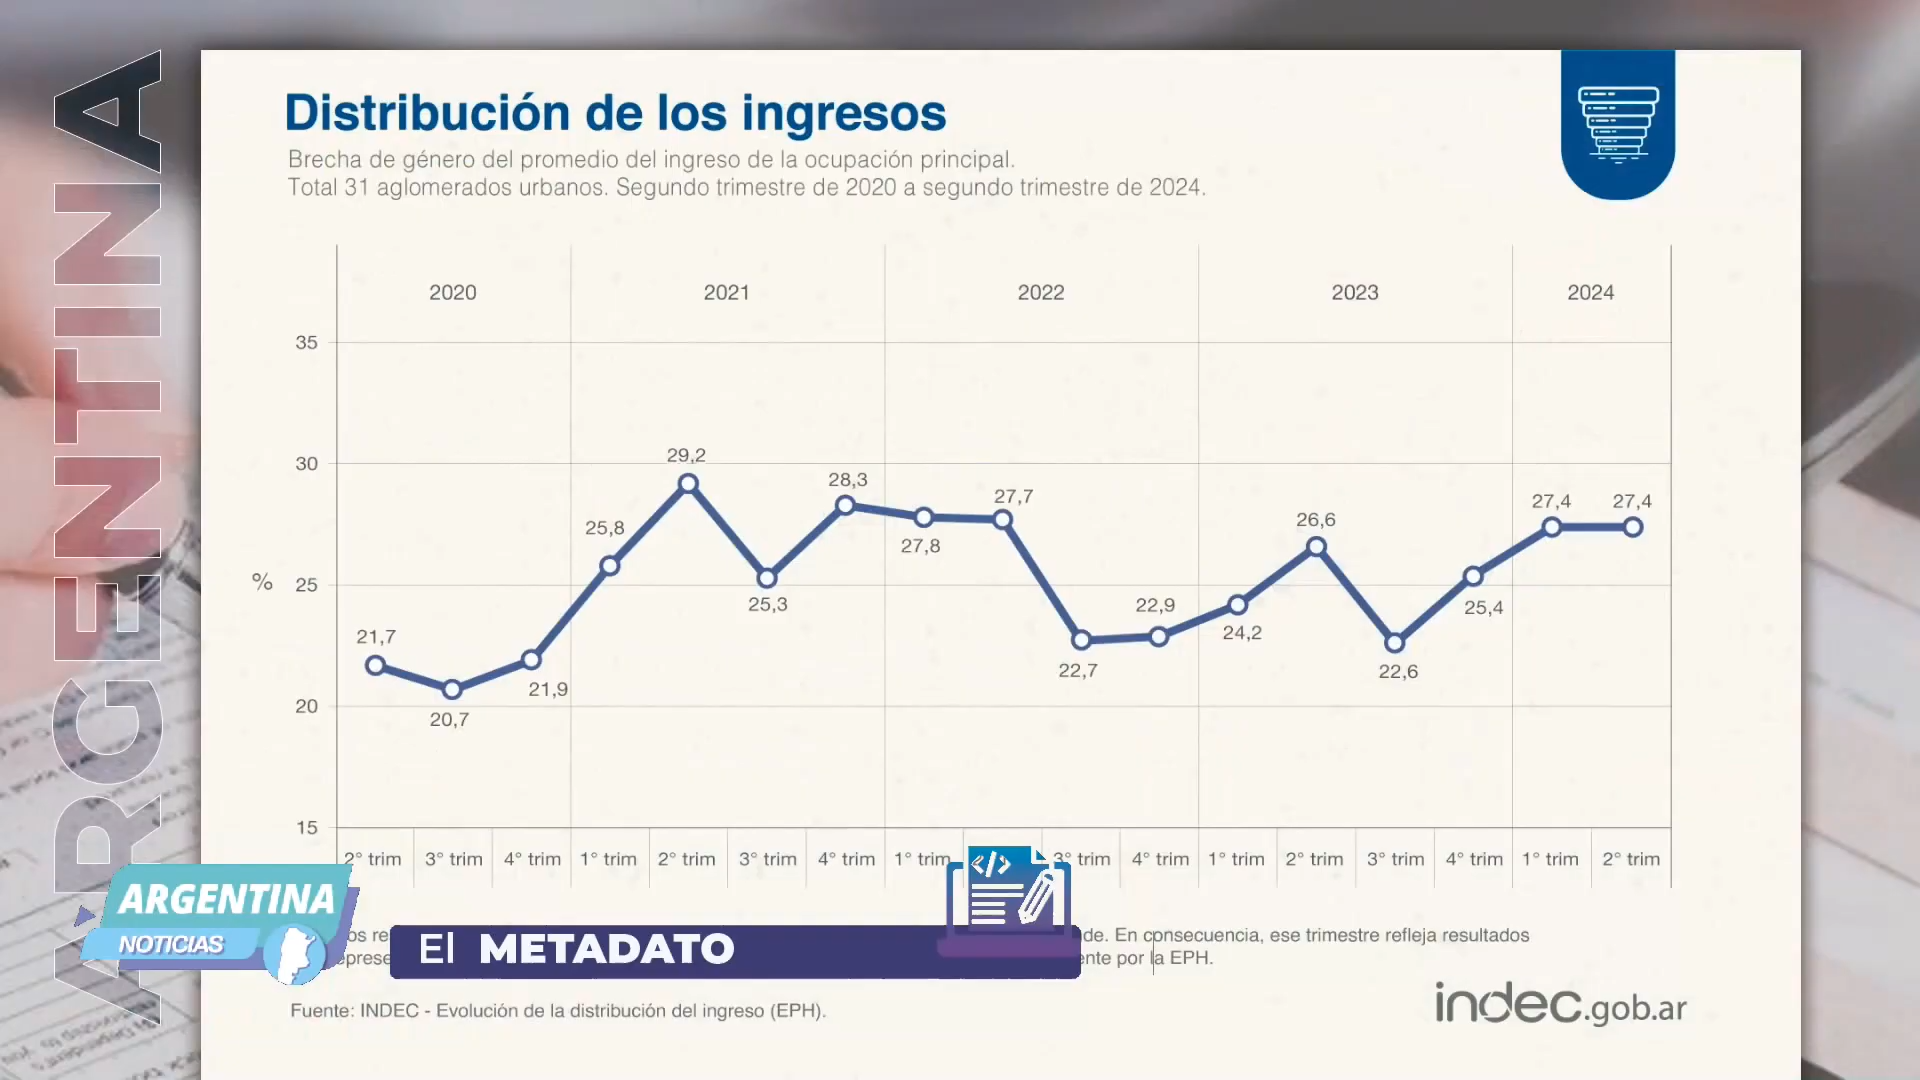 ARGENTINA
Distribución de los ingresos
Brecha de género del promedio del ingreso de la ocupación principal.
Total 31 aglomerados urbanos. Segundo trimestre de 2020 a segundo trimestre de 2024.
2020 2021 2022 2023 2024
35
30
25
20
15
%
21,7 20,7 21,9 25,8 29,2 25,3 28,3 27,8 27,7 22,7 22,9 24,2 26,6 22,6 25,4 27,4 27,4
2° trim 3° trim 4° trim 1° trim 2° trim 3° trim 4° trim 1° trim 3° trim 4° trim 1° trim 2° trim 3° trim 4° trim 1° trim 2° trim
ARGENTINA
NOTICIAS
El METADATO
</>
En consecuencia, ese trimestre refleja resultados
por la EPH.
Fuente: INDEC - Evolución de la distribución del ingreso (EPH).
indec.gob.ar